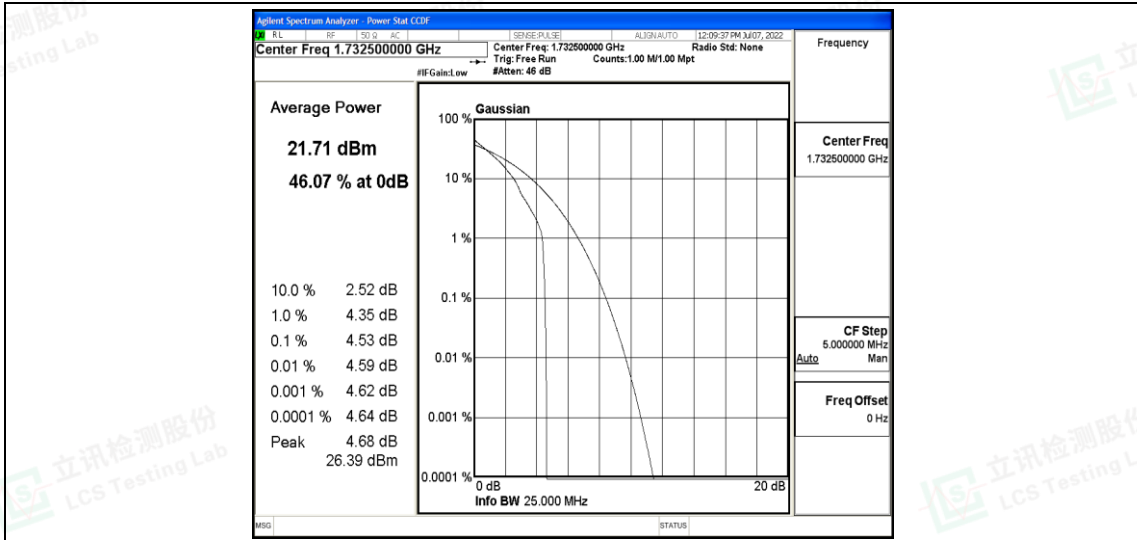 Agilent Spectrum Analyzer - Power Stat CCDF
RL RF 50 Ω AC SENSE:PULSE ALIGN AUTO 12:09:37 PM Jul 07, 2022
Center Freq 1.732500000 GHz
Center Freq: 1.732500000 GHz Radio Std: None
Trig: Free Run Counts:1.00 M/1.00 Mpt
#IFGain:Low #Atten: 46 dB
Frequency
Average Power
21.71 dBm
46.07 % at 0dB
10.0 % 2.52 dB
1.0 % 4.35 dB
0.1 % 4.53 dB
0.01 % 4.59 dB
0.001 % 4.62 dB
0.0001 % 4.64 dB
Peak 4.68 dB
26.39 dBm
Gaussian
100 %
10 %
1 %
0.1 %
0.01 %
0.001 %
0.0001 %
0 dB 20 dB
Info BW 25.000 MHz
Center Freq
1.732500000 GHz
CF Step
5.000000 MHz
Auto Man
Freq Offset
0 Hz
MSG STATUS
立讯检测股份
LCS Testing Lab
立讯检测股份
LCS Testing L